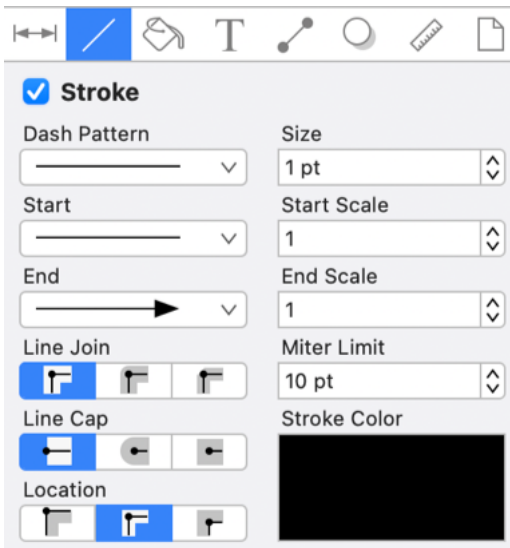 T
Stroke
Dash Pattern
Size
1 pt
Start
Start Scale
1
End
End Scale
1
Line Join
Miter Limit
10 pt
Line Cap
Stroke Color
Location